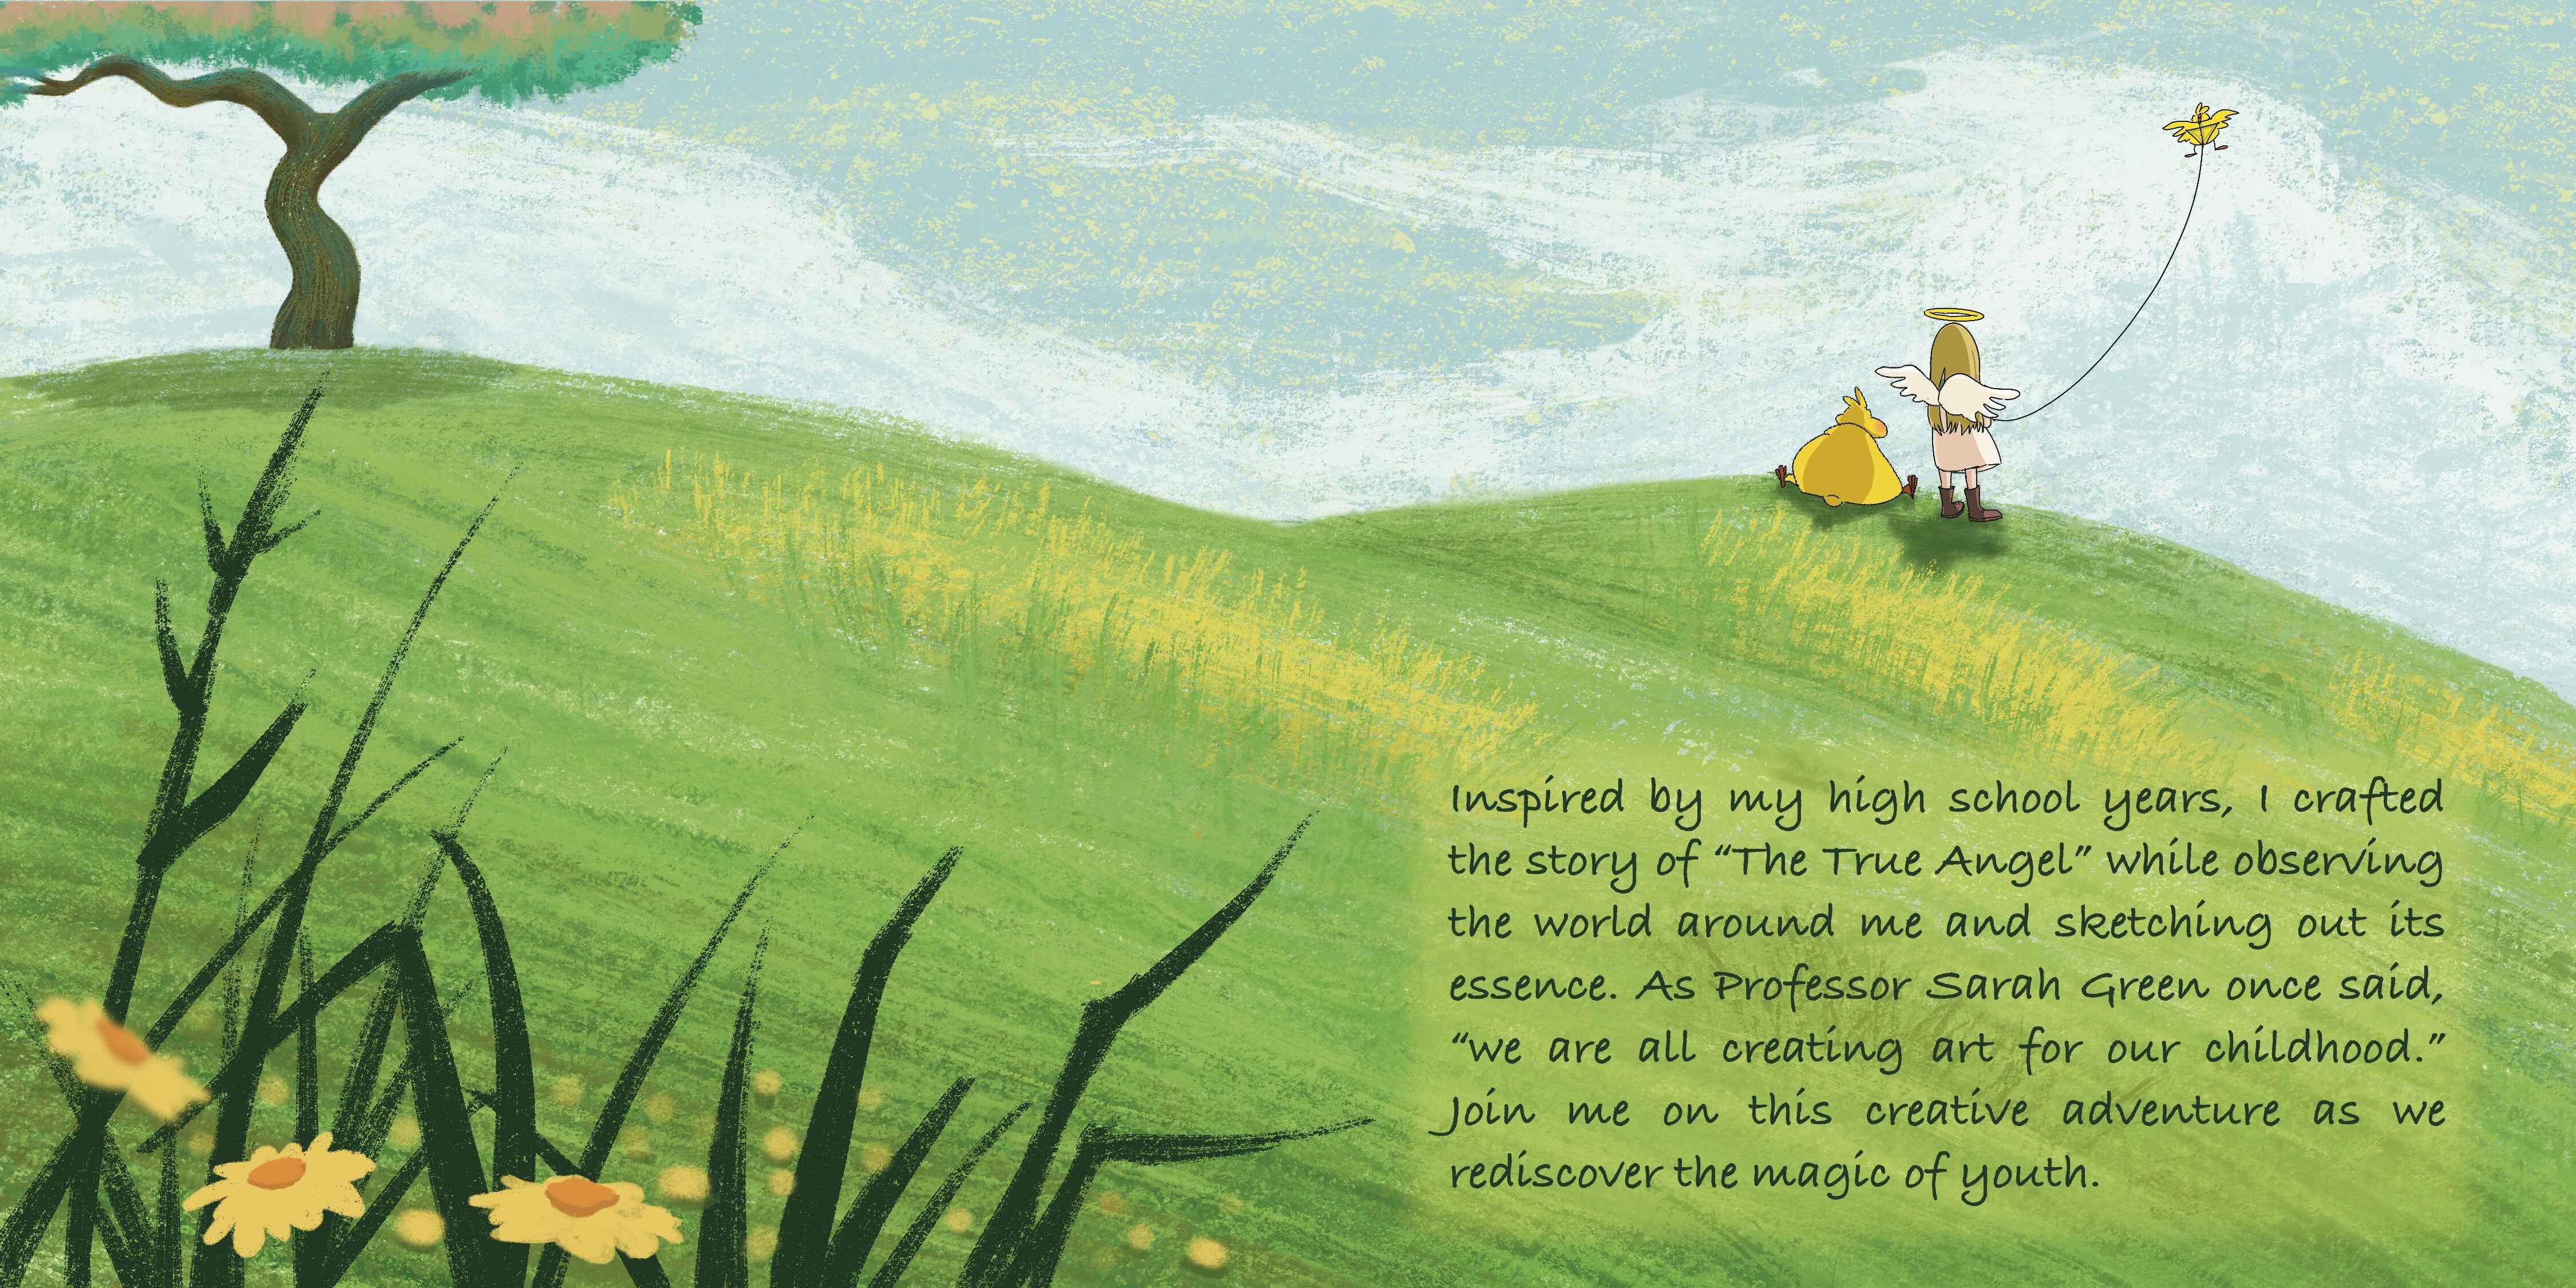 Inspired by my high school years, I crafted
the story of “The True Angel” while observing
the world around me and sketching out its
essence. As Professor Sarah Green once said,
“we are all creating art for our childhood.”
Join me on this creative adventure as we
rediscover the magic of youth.